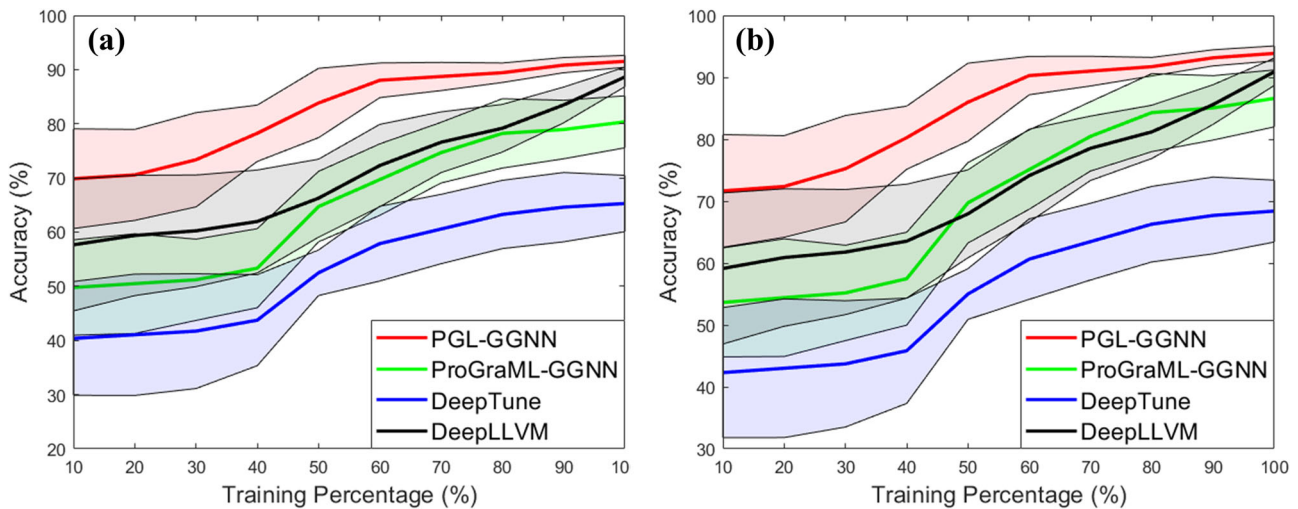 (a)
100
90
80
70
60
50
40
30
20
Accuracy (%)
PGL-GGNN
ProGraML-GGNN
DeepTune
DeepLLVM
10 20 30 40 50 60 70 80 90 10
Training Percentage (%)
(b)
100
90
80
70
60
50
40
30
Accuracy (%)
PGL-GGNN
ProGraML-GGNN
DeepTune
DeepLLVM
10 20 30 40 50 60 70 80 90 100
Training Percentage (%)